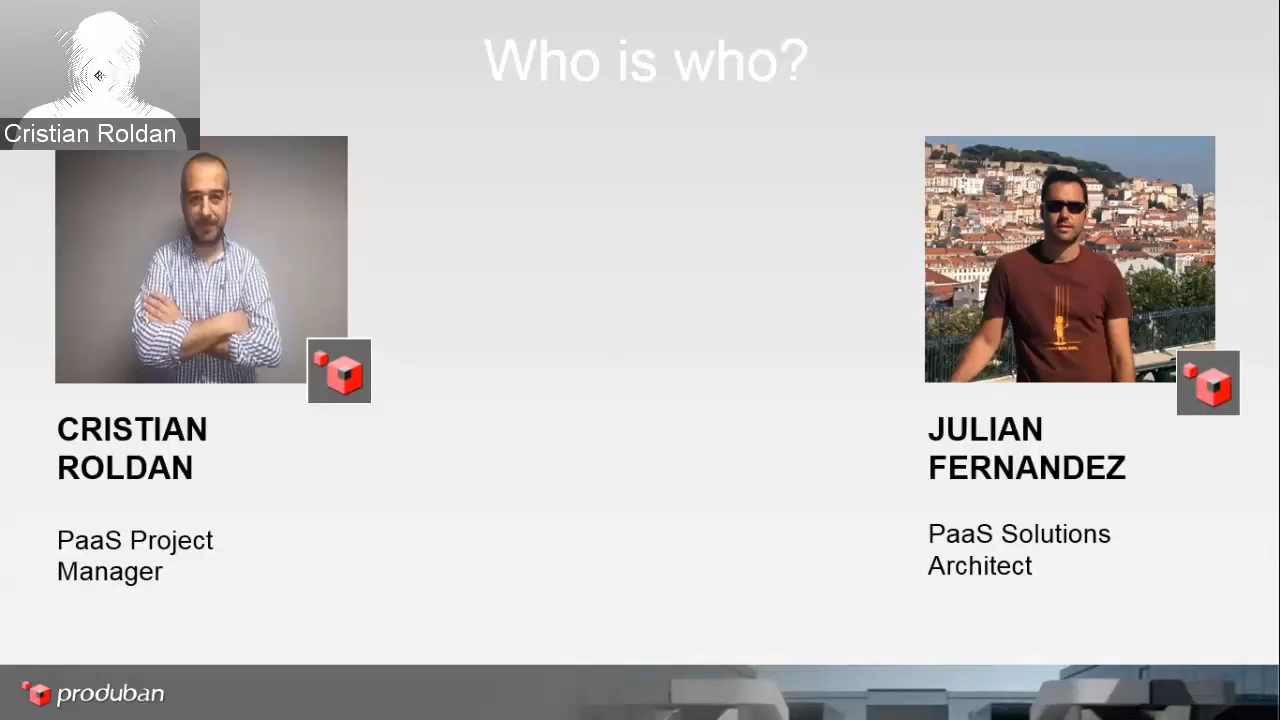 Who is who?
Cristian Roldan
CRISTIAN
ROLDAN
PaaS Project
Manager
JULIAN
FERNANDEZ
PaaS Solutions
Architect
produban